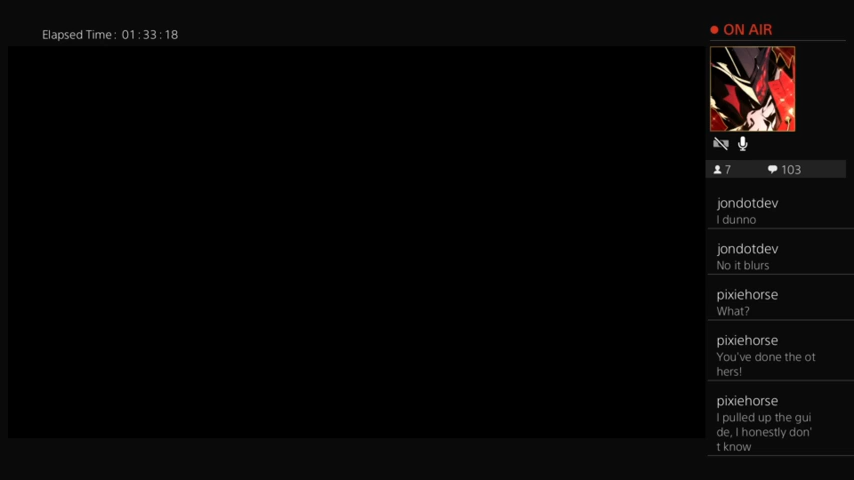 Elapsed Time: 01:33:18
ON AIR
7 103
jondotdev
I dunno
jondotdev
No it blurs
pixiehorse
What?
pixiehorse
You've done the ot
hers!
pixiehorse
I pulled up the gui
de, I honestly don'
t know